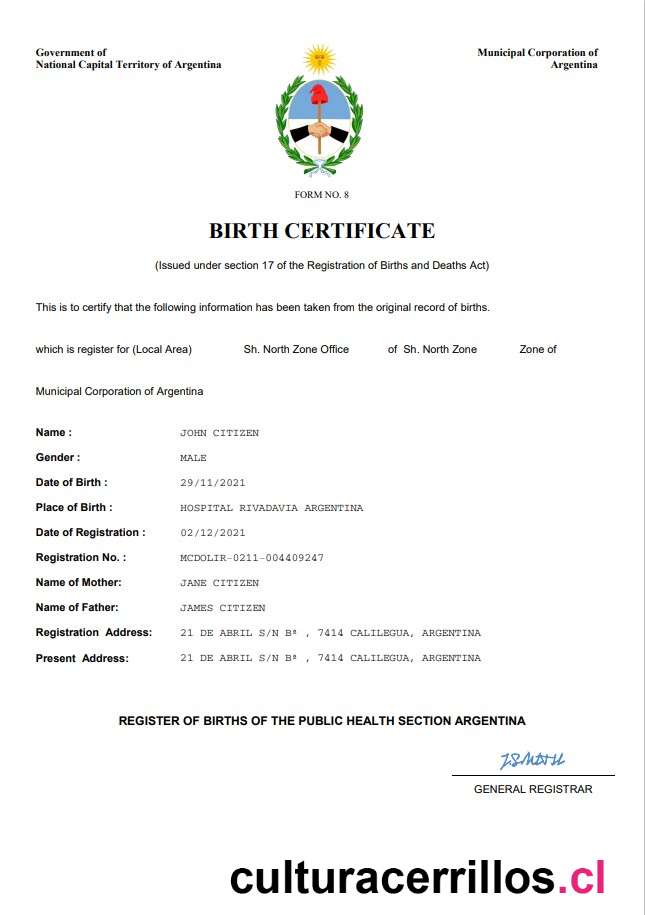 Government of
National Capital Territory of Argentina
Municipal Corporation of
Argentina
FORM NO. 8
BIRTH CERTIFICATE
(Issued under section 17 of the Registration of Births and Deaths Act)
This is to certify that the following information has been taken from the original record of births.
which is register for (Local Area) Sh. North Zone Office of Sh. North Zone Zone of
Municipal Corporation of Argentina
Name : JOHN CITIZEN
Gender : MALE
Date of Birth : 29/11/2021
Place of Birth : HOSPITAL RIVADAVIA ARGENTINA
Date of Registration : 02/12/2021
Registration No. : MCDOLIR-0211-004409247
Name of Mother: JANE CITIZEN
Name of Father: JAMES CITIZEN
Registration Address: 21 DE ABRIL S/N Bª , 7414 CALILEGUA, ARGENTINA
Present Address: 21 DE ABRIL S/N Bª , 7414 CALILEGUA, ARGENTINA
REGISTER OF BIRTHS OF THE PUBLIC HEALTH SECTION ARGENTINA
GENERAL REGISTRAR
culturacerrillos.cl